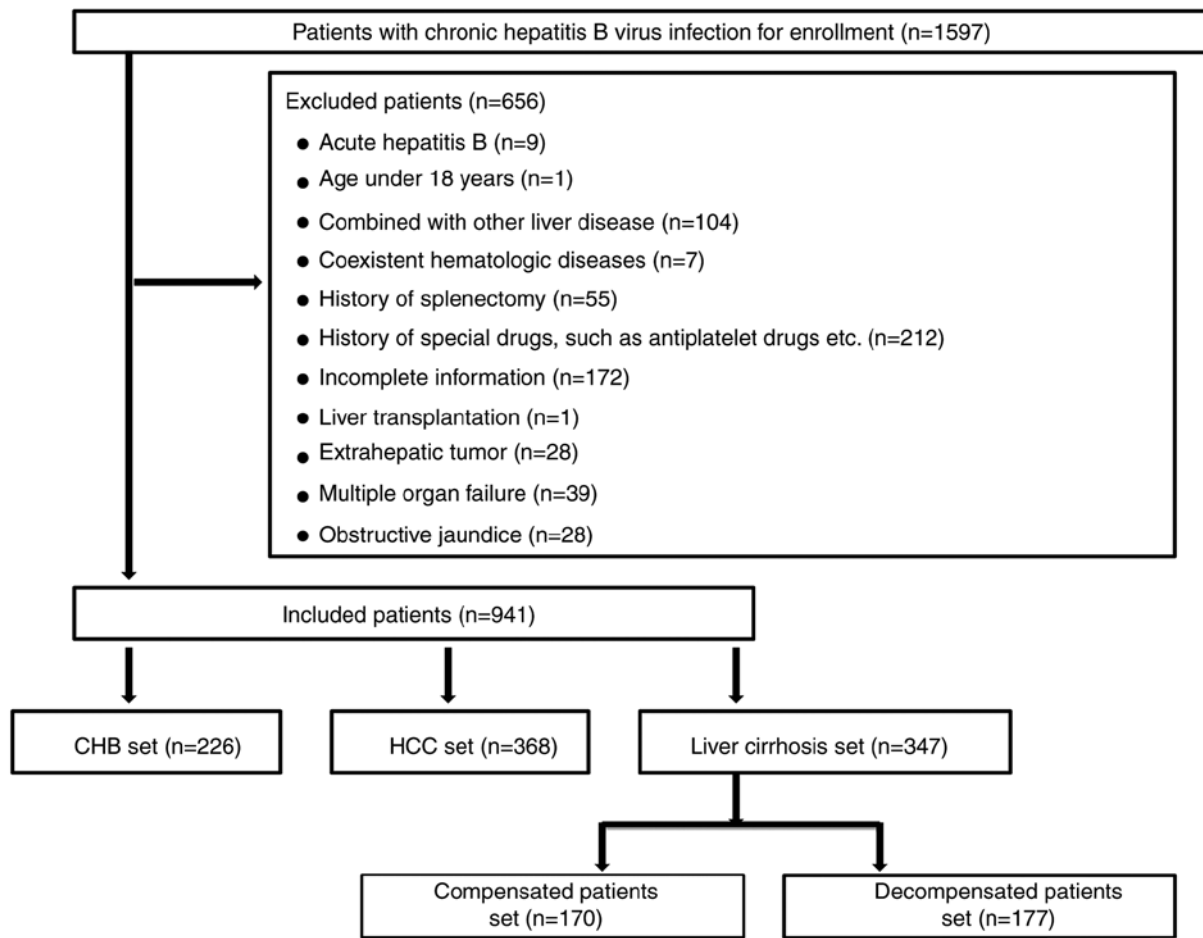 Patients with chronic hepatitis B virus infection for enrollment (n=1597)
Excluded patients (n=656)
● Acute hepatitis B (n=9)
● Age under 18 years (n=1)
● Combined with other liver disease (n=104)
● Coexistent hematologic diseases (n=7)
● History of splenectomy (n=55)
● History of special drugs, such as antiplatelet drugs etc. (n=212)
● Incomplete information (n=172)
● Liver transplantation (n=1)
● Extrahepatic tumor (n=28)
● Multiple organ failure (n=39)
● Obstructive jaundice (n=28)
Included patients (n=941)
CHB set (n=226)
HCC set (n=368)
Liver cirrhosis set (n=347)
Compensated patients
set (n=170)
Decompensated patients
set (n=177)